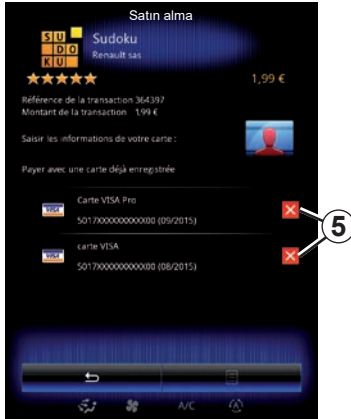 Satın alma
SU
DO
KU
Sudoku
Renault sas
1,99 €
Référence de la transaction 364397
Montant de la transaction 1,99 €
Saisir les informations de votre carte :
Payer avec une carte déjà enregistrée
VISA
Carte VISA Pro
5017XXXXXXXXXX00 (09/2015)
VISA
carte VISA
5017XXXXXXXXXX00 (08/2015)
5
A/C
A